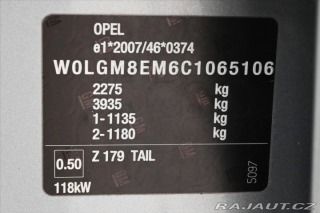 OPEL
e1*2007/46*0374
W0LGM8EM6C1065106
2275 kg
3935 kg
1-1135 kg
2-1180 kg
0.50 Z 179 TAIL
118kW
5097
RAJAUT.CZ